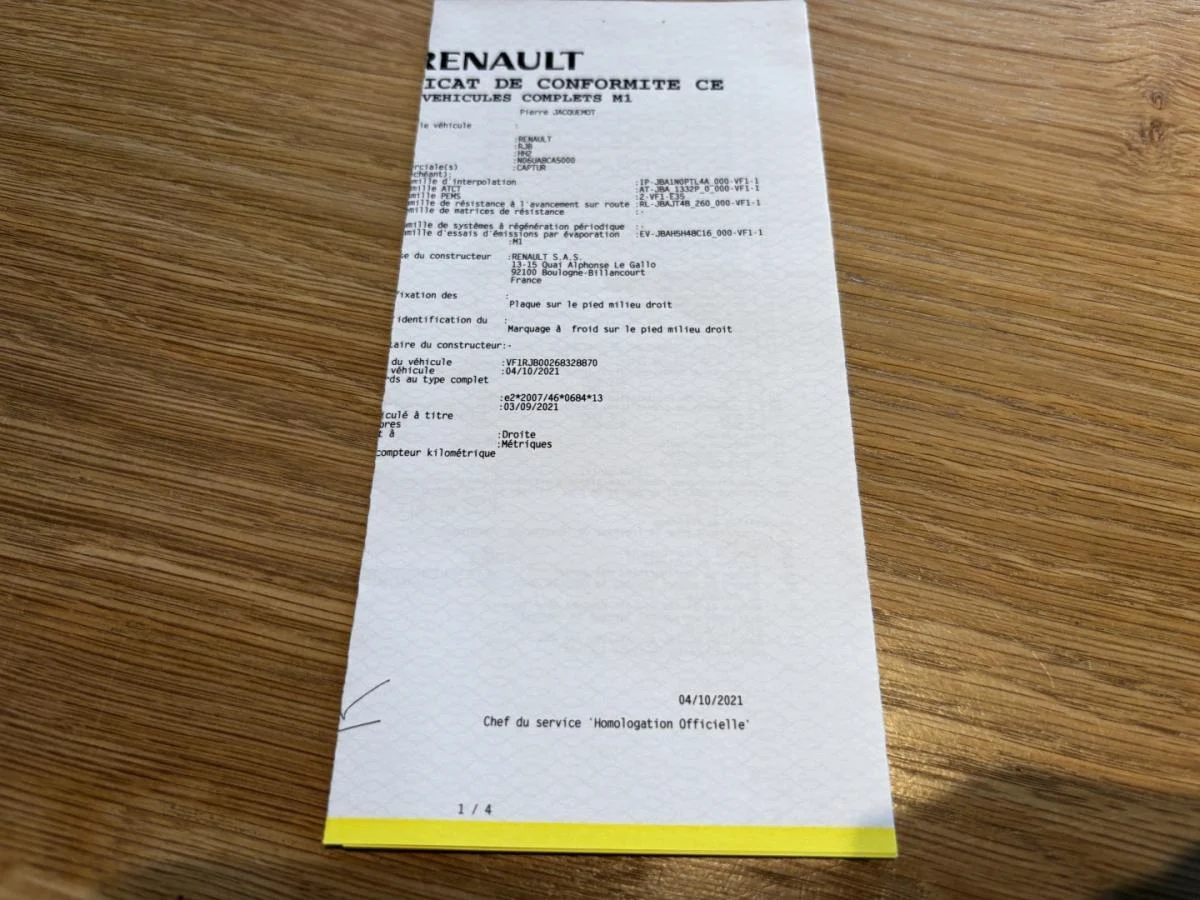 RENAULT
ICAT DE CONFORMITE CE
VEHICULES COMPLETS M1
Pierre JACQUEMOT
le véhicule :
:RENAULT
:RJB
:HH2
:N06UABCA5000
rciale(s) :CAPTUR
chéant):
mille d'interpolation :IP-JBA1N0PTL4A_000-VF1-1
mille ATCT :AT-JBA_1332P_0_000-VF1-1
mille PEMS :2-VF1-E35
mille de résistance à l'avancement sur route :RL-JBAJT4B_260_000-VF1-1
mille de matrices de résistance :-
mille de systèmes à régénération périodique :-
mille d'essais d'émissions par évaporation :EV-JBAH5H48C16_000-VF1-1
:M1
e du constructeur :RENAULT S.A.S.
13-15 Quai Alphonse Le Gallo
92100 Boulogne-Billancourt
France
fixation des :
Plaque sur le pied milieu droit
'identification du :
Marquage à froid sur le pied milieu droit
aire du constructeur:-
du véhicule :VF1RJB00268328870
véhicule :04/10/2021
rds au type complet
:e2*2007/46*0684*13
:03/09/2021
iculé à titre
bres
t à :Droite
:Métriques
compteur kilométrique
04/10/2021
Chef du service 'Homologation Officielle'
1 / 4